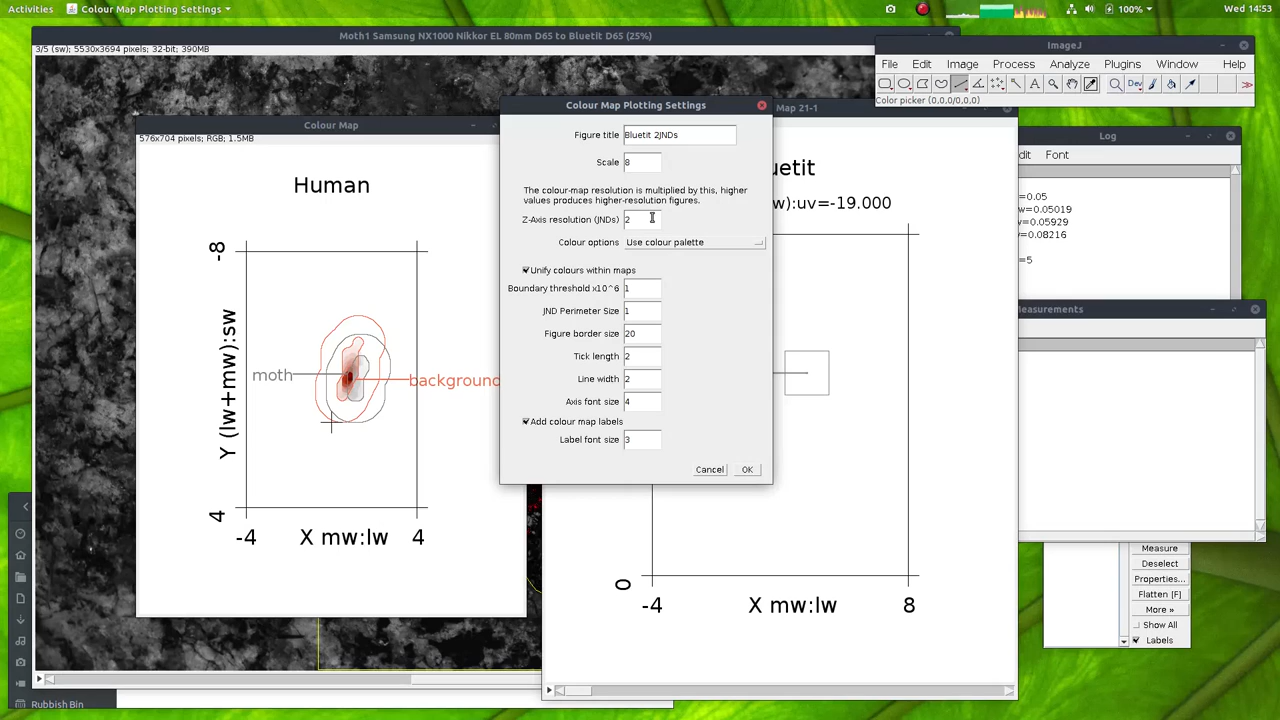 Activities
Colour Map Plotting Settings
100%
Wed 14:53
Moth1 Samsung NX1000 Nikkor EL 80mm D65 to Bluetit D65 (25%)
3/5 (sw); 5530x3694 pixels; 32-bit; 390MB
ImageJ
File Edit Image Process Analyze Plugins Window Help
Dev
Color picker (0,0,0/0,0,0)
Colour Map
576x704 pixels; RGB; 1.5MB
Human
-8
Y (lw+mw):sw
moth
background
4
-4
X mw:lw
4
Map 21-1
uetit
w):uv=-19.000
0
-4
X mw:lw
8
Colour Map Plotting Settings
Figure title Bluetit 2JNDs
Scale 8
The colour-map resolution is multiplied by this, higher
values produces higher-resolution figures.
Z-Axis resolution (JNDs) 2
Colour options Use colour palette
Unify colours within maps
Boundary threshold x10^6 1
JND Perimeter Size 1
Figure border size 20
Tick length 2
Line width 2
Axis font size 4
Add colour map labels
Label font size 3
Cancel OK
Log
dit Font
=0.05
w=0.05019
=0.05929
=0.08216
=5
Measurements
Measure
Deselect
Properties...
Flatten [F]
More »
Show All
Labels
Rubbish Bin